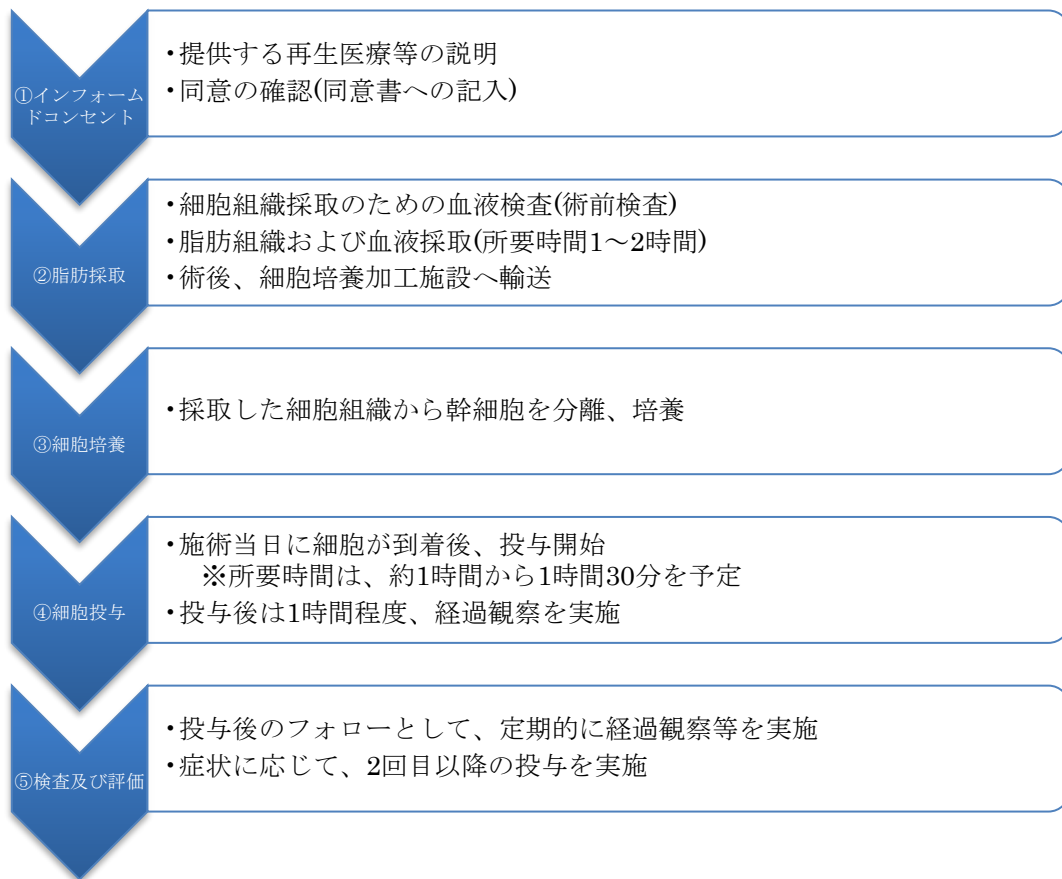 ①インフォーム
ドコンセント
・提供する再生医療等の説明
・同意の確認(同意書への記入)
②脂肪採取
・細胞組織採取のための血液検査(術前検査)
・脂肪組織および血液採取(所要時間1～2時間)
・術後、細胞培養加工施設へ輸送
③細胞培養
・採取した細胞組織から幹細胞を分離、培養
④細胞投与
・施術当日に細胞が到着後、投与開始
※所要時間は、約1時間から1時間30分を予定
・投与後は1時間程度、経過観察を実施
⑤検査及び評価
・投与後のフォローとして、定期的に経過観察等を実施
・症状に応じて、2回目以降の投与を実施